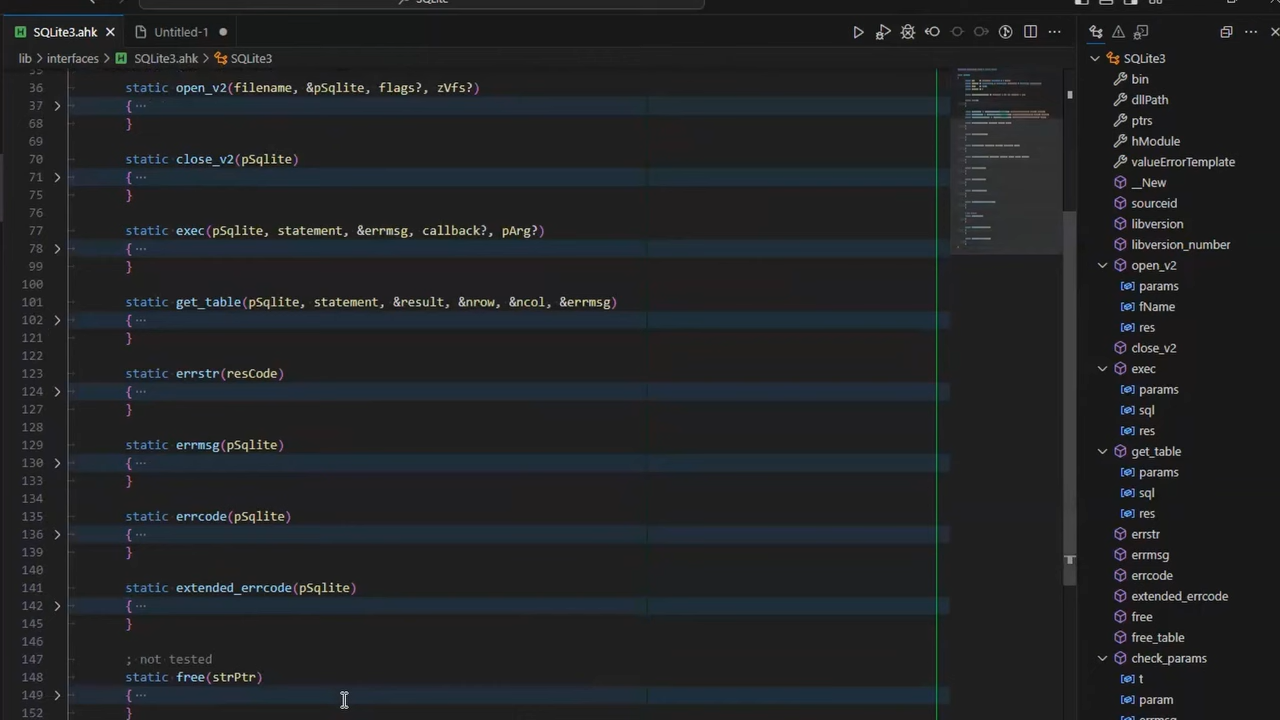 SQLite
SQLite3.ahk
Untitled-1
lib > interfaces > SQLite3.ahk > SQLite3
36 static open_v2(filename, &pSqlite, flags?, zVfs?)
37 { ...
68 }
69
70 static close_v2(pSqlite)
71 { ...
75 }
76
77 static exec(pSqlite, statement, &errmsg, callback?, pArg?)
78 { ...
99 }
100
101 static get_table(pSqlite, statement, &result, &nrow, &ncol, &errmsg)
102 { ...
121 }
122
123 static errstr(resCode)
124 { ...
127 }
128
129 static errmsg(pSqlite)
130 { ...
133 }
134
135 static errcode(pSqlite)
136 { ...
139 }
140
141 static extended_errcode(pSqlite)
142 { ...
145 }
146
147 ; not tested
148 static free(strPtr)
149 { ...
152 }
SQLite3
bin
dllPath
ptrs
hModule
valueErrorTemplate
__New
sourceid
libversion
libversion_number
open_v2
params
fName
res
close_v2
exec
params
sql
res
get_table
params
sql
res
errstr
errmsg
errcode
extended_errcode
free
free_table
check_params
t
param